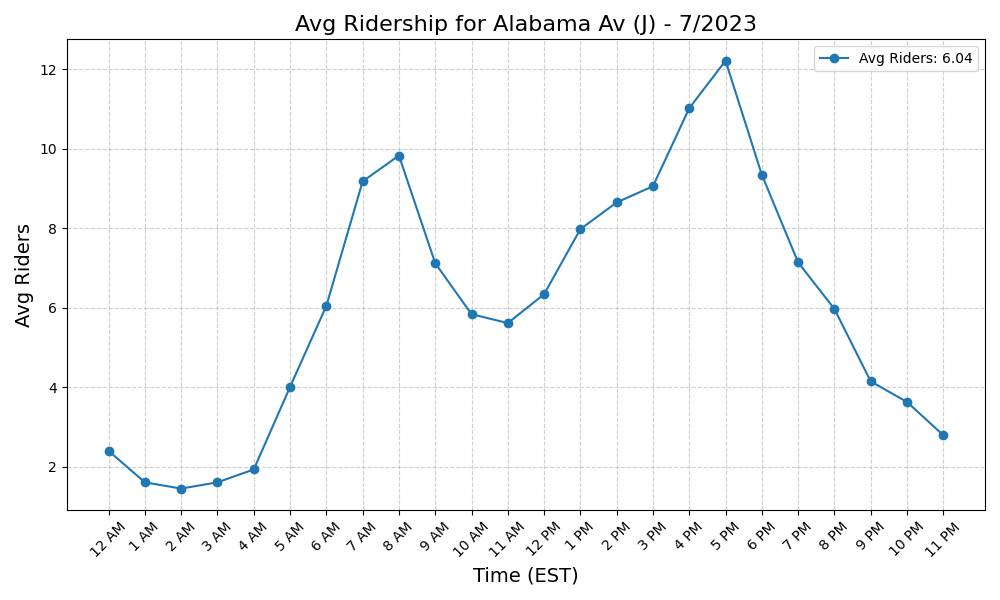 Avg Ridership for Alabama Av (J) - 7/2023
Avg Riders: 6.04
Avg Riders
12
10
8
6
4
2
12 AM
1 AM
2 AM
3 AM
4 AM
5 AM
6 AM
7 AM
8 AM
9 AM
10 AM
11 AM
12 PM
1 PM
2 PM
3 PM
4 PM
5 PM
6 PM
7 PM
8 PM
9 PM
10 PM
11 PM
Time (EST)